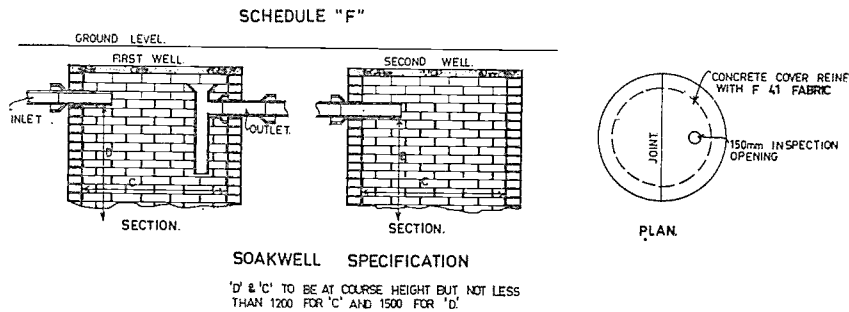 SCHEDULE "F"
GROUND LEVEL.
FIRST WELL.
SECOND WELL.
INLET.
OUTLET.
D
C
SECTION.
D
C
SECTION.
CONCRETE COVER REINF
WITH F 41 FABRIC
JOINT
150mm INSPECTION
OPENING
PLAN.
SOAKWELL SPECIFICATION
'D' & 'C' TO BE AT COURSE HEIGHT BUT NOT LESS
THAN 1200 FOR 'C' AND 1500 FOR 'D'.